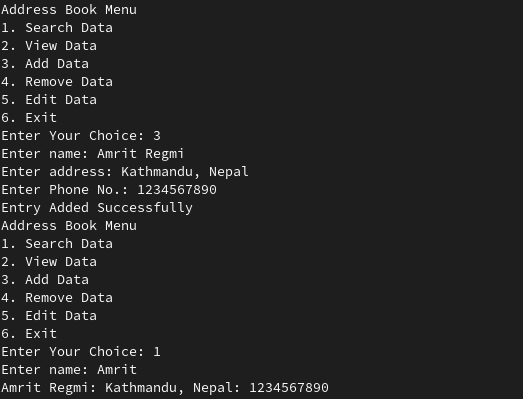 Address Book Menu
1. Search Data
2. View Data
3. Add Data
4. Remove Data
5. Edit Data
6. Exit
Enter Your Choice: 3
Enter name: Amrit Regmi
Enter address: Kathmandu, Nepal
Enter Phone No.: 1234567890
Entry Added Successfully
Address Book Menu
1. Search Data
2. View Data
3. Add Data
4. Remove Data
5. Edit Data
6. Exit
Enter Your Choice: 1
Enter name: Amrit
Amrit Regmi: Kathmandu, Nepal: 1234567890